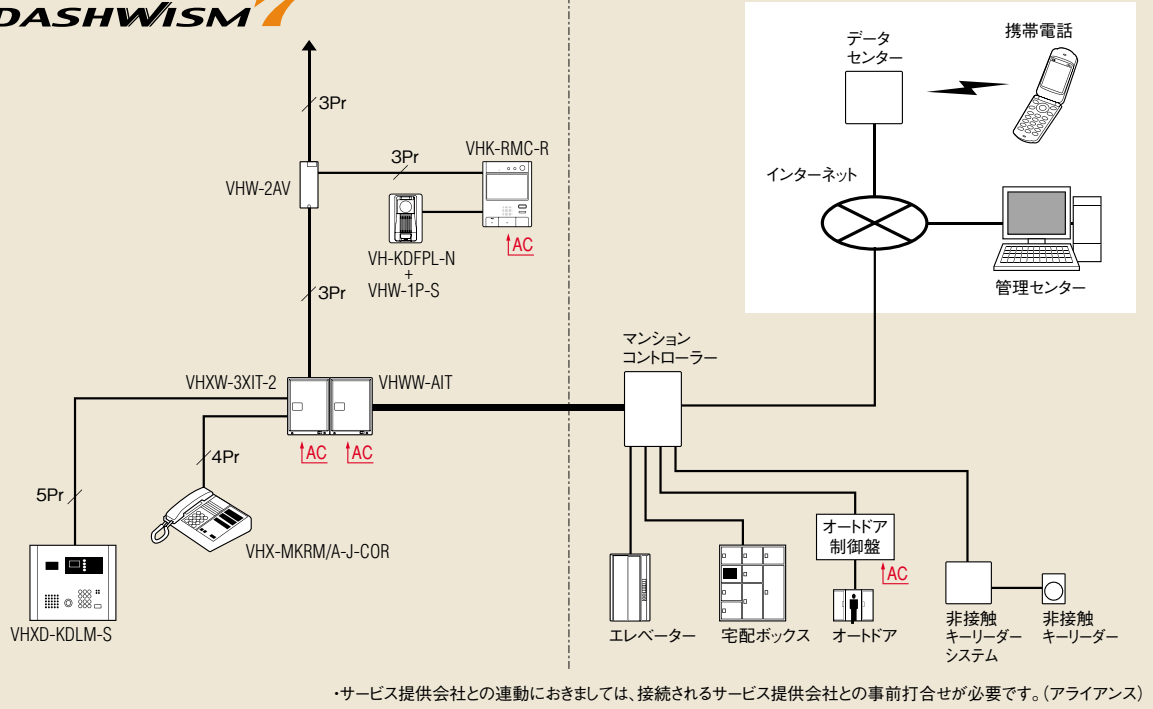 DASHWISM 7
3Pr
VHW-2AV
3Pr
VHK-RMC-R
AC
VH-KDFPL-N
+
VHW-1P-S
3Pr
VHXW-3XIT-2
VHWW-AIT
AC
AC
4Pr
5Pr
VHX-MKRM/A-J-COR
VHXD-KDLM-S
データ
センター
携帯電話
インターネット
管理センター
マンション
コントローラー
エレベーター
宅配ボックス
オートドア
制御盤
AC
オートドア
非接触
キーリーダー
システム
非接触
キーリーダー
・サービス提供会社との連動におきましては、接続されるサービス提供会社との事前打合せが必要です。（アライアンス）